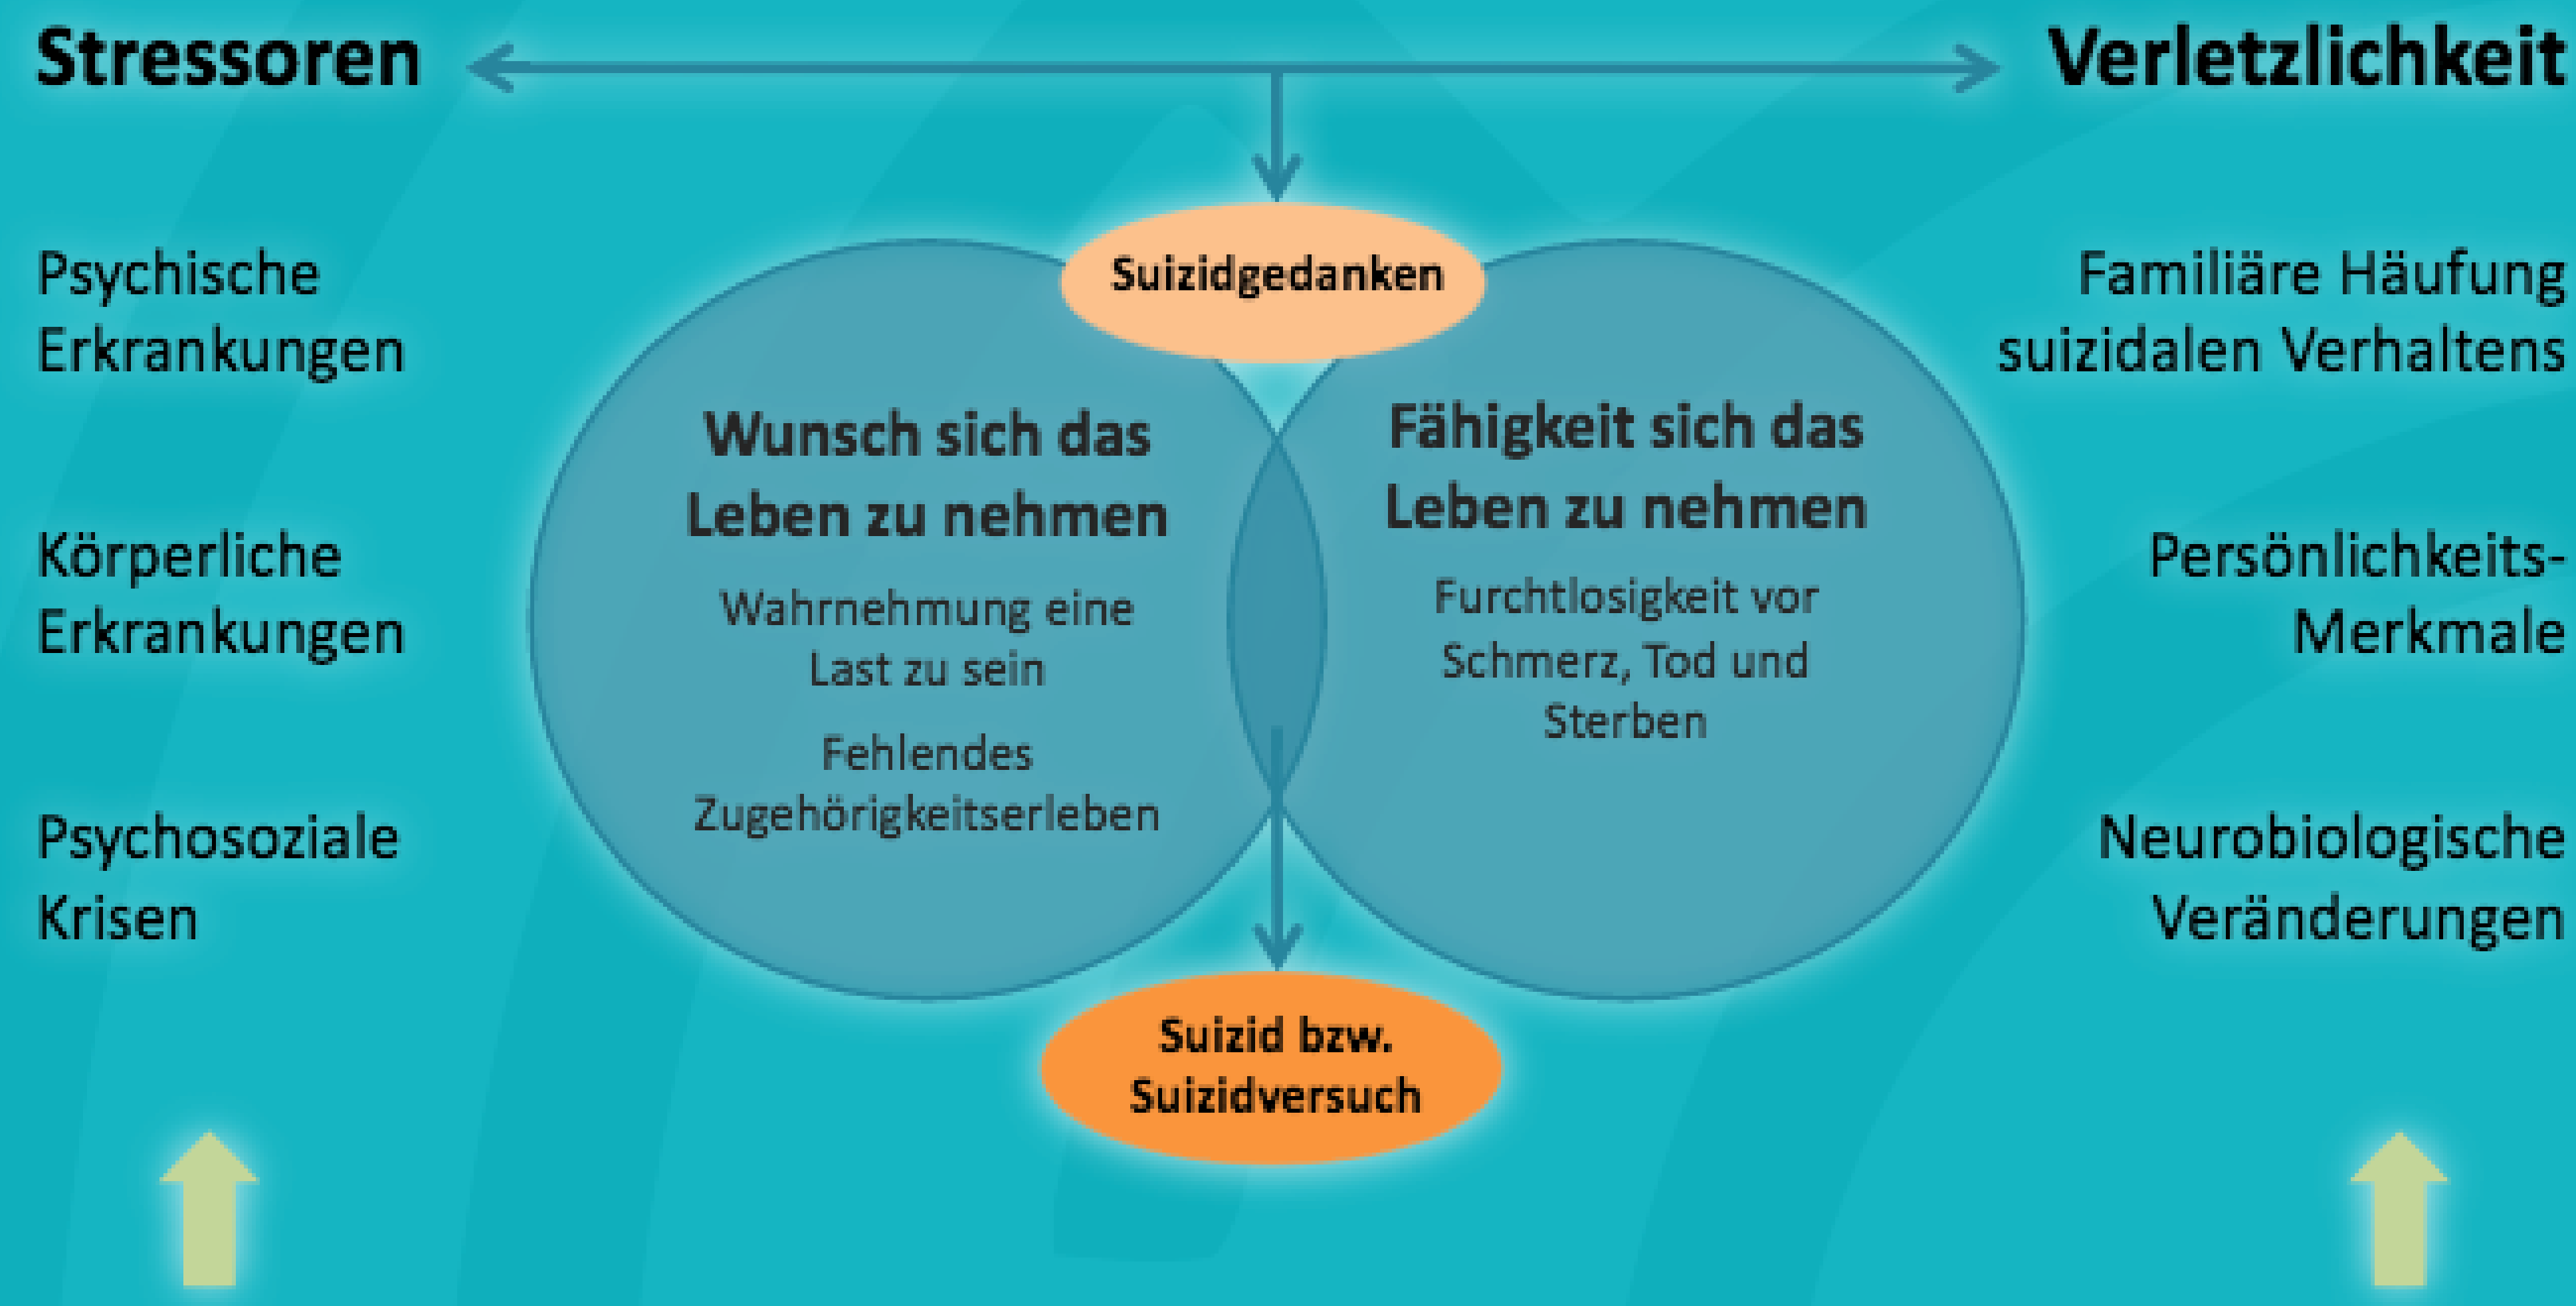 Stressoren
Verletzlichkeit
Psychische
Erkrankungen
Körperliche
Erkrankungen
Psychosoziale
Krisen
Suizidgedanken
Wunsch sich das
Leben zu nehmen
Wahrnehmung eine
Last zu sein
Fehlendes
Zugehörigkeitserleben
Fähigkeit sich das
Leben zu nehmen
Furchtlosigkeit vor
Schmerz, Tod und
Sterben
Suizid bzw.
Suizidversuch
Familiäre Häufung
suizidalen Verhaltens
Persönlichkeits-
Merkmale
Neurobiologische
Veränderungen